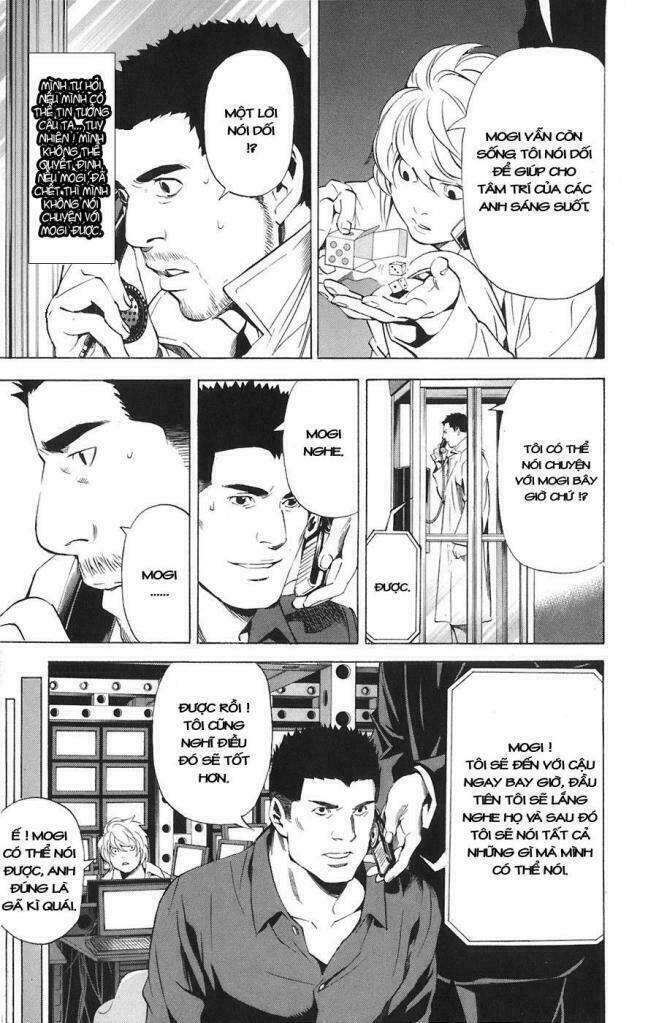 MOGI VẪN CÒN
SỐNG. TÔI NÓI DỐI
ĐỂ GIÚP CHO
TÂM TRÍ CỦA CÁC
ANH SÁNG SUỐT.
MỘT LỜI
NÓI DỐI
!?
MÌNH TỰ HỎI
NẾU MÌNH CÓ
THỂ TIN TƯỞNG
CẬU TA... TUY
NHIÊN ! MÌNH
KHÔNG THỂ
QUYẾT ĐỊNH.
NẾU MOGI ĐÃ
CHẾT THÌ MÌNH
KHÔNG NÓI
CHUYỆN VỚI
MOGI ĐƯỢC.
TÔI CÓ THỂ
NÓI CHUYỆN
VỚI MOGI BÂY
GIỜ CHỨ !?
ĐƯỢC.
MOGI
NGHE.
MOGI
......
MOGI !
TÔI SẼ ĐẾN VỚI CẬU
NGAY BAY GIỜ, ĐẦU
TIÊN TÔI SẼ LẮNG
NGHE HỌ VÀ SAU ĐÓ
TÔI SẼ NÓI TẤT CẢ
NHỮNG GÌ MÀ MÌNH
CÓ THỂ NÓI.
ĐƯỢC RỒI !
TÔI CŨNG
NGHĨ ĐIỀU
ĐÓ SẼ TỐT
HƠN.
Ế ! MOGI
CÓ THỂ NÓI
ĐƯỢC, ANH
ĐÚNG LÀ
GÃ KÌ QUÁI.